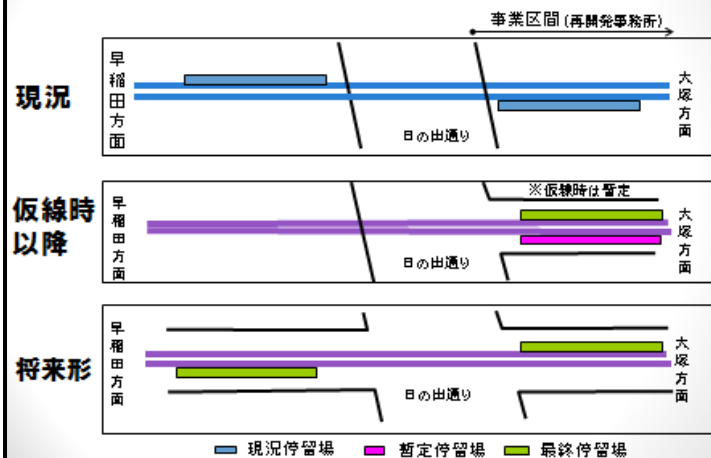 事業区間(再開発事務所)
現況
早稲田方面
日の出通り
大塚方面
仮線時
以降
早稲田方面
※仮線時は暫定
日の出通り
大塚方面
将来形
早稲田方面
日の出通り
大塚方面
現況停留場 暫定停留場 最終停留場